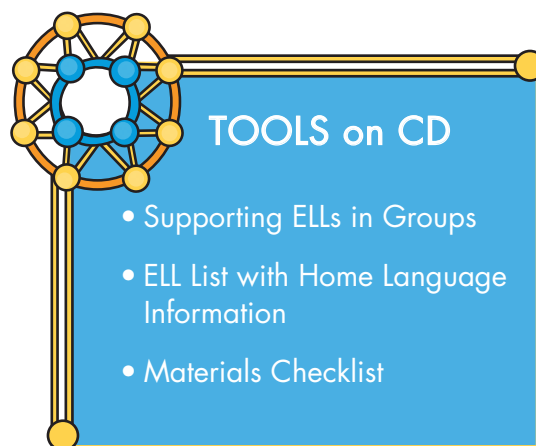 TOOLS on CD
• Supporting ELLs in Groups
• ELL List with Home Language
Information
• Materials Checklist